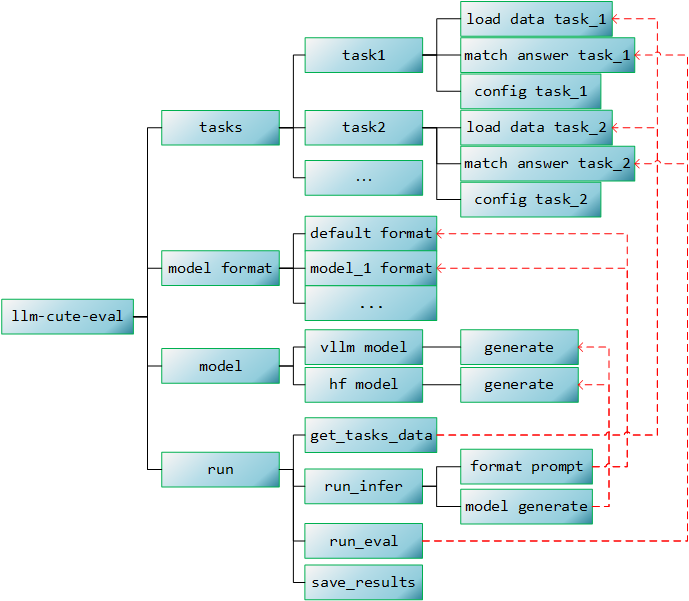 load data task_1
task1
match answer task_1
config task_1
tasks
task2
load data task_2
match answer task_2
...
config task_2
default format
model format
model_1 format
...
llm-cute-eval
vllm model
generate
model
hf model
generate
get_tasks_data
run
format prompt
run_infer
model generate
run_eval
save_results